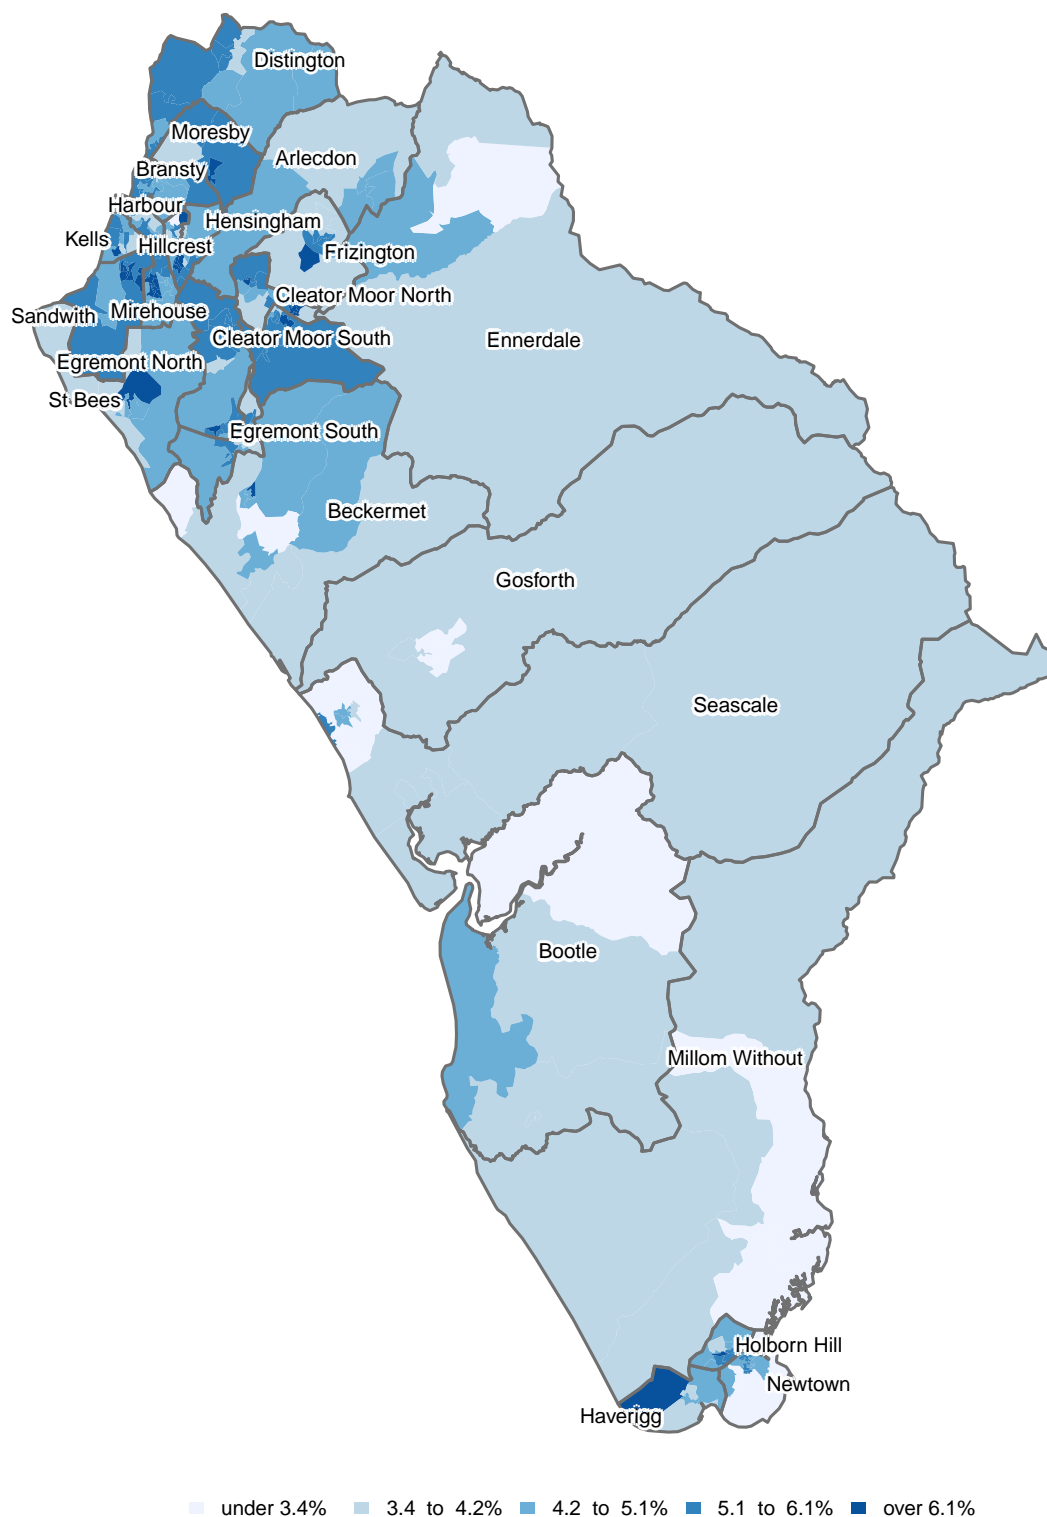 Distington
Moresby
Arlecdon
Bransty
Harbour
Hensingham
Kells
Hillcrest
Frizington
Cleator Moor North
Sandwith
Mirehouse
Cleator Moor South
Ennerdale
Egremont North
St Bees
Egremont South
Beckermet
Gosforth
Seascale
Bootle
Millom Without
Holborn Hill
Newtown
Haverigg
under 3.4% 3.4 to 4.2% 4.2 to 5.1% 5.1 to 6.1% over 6.1%